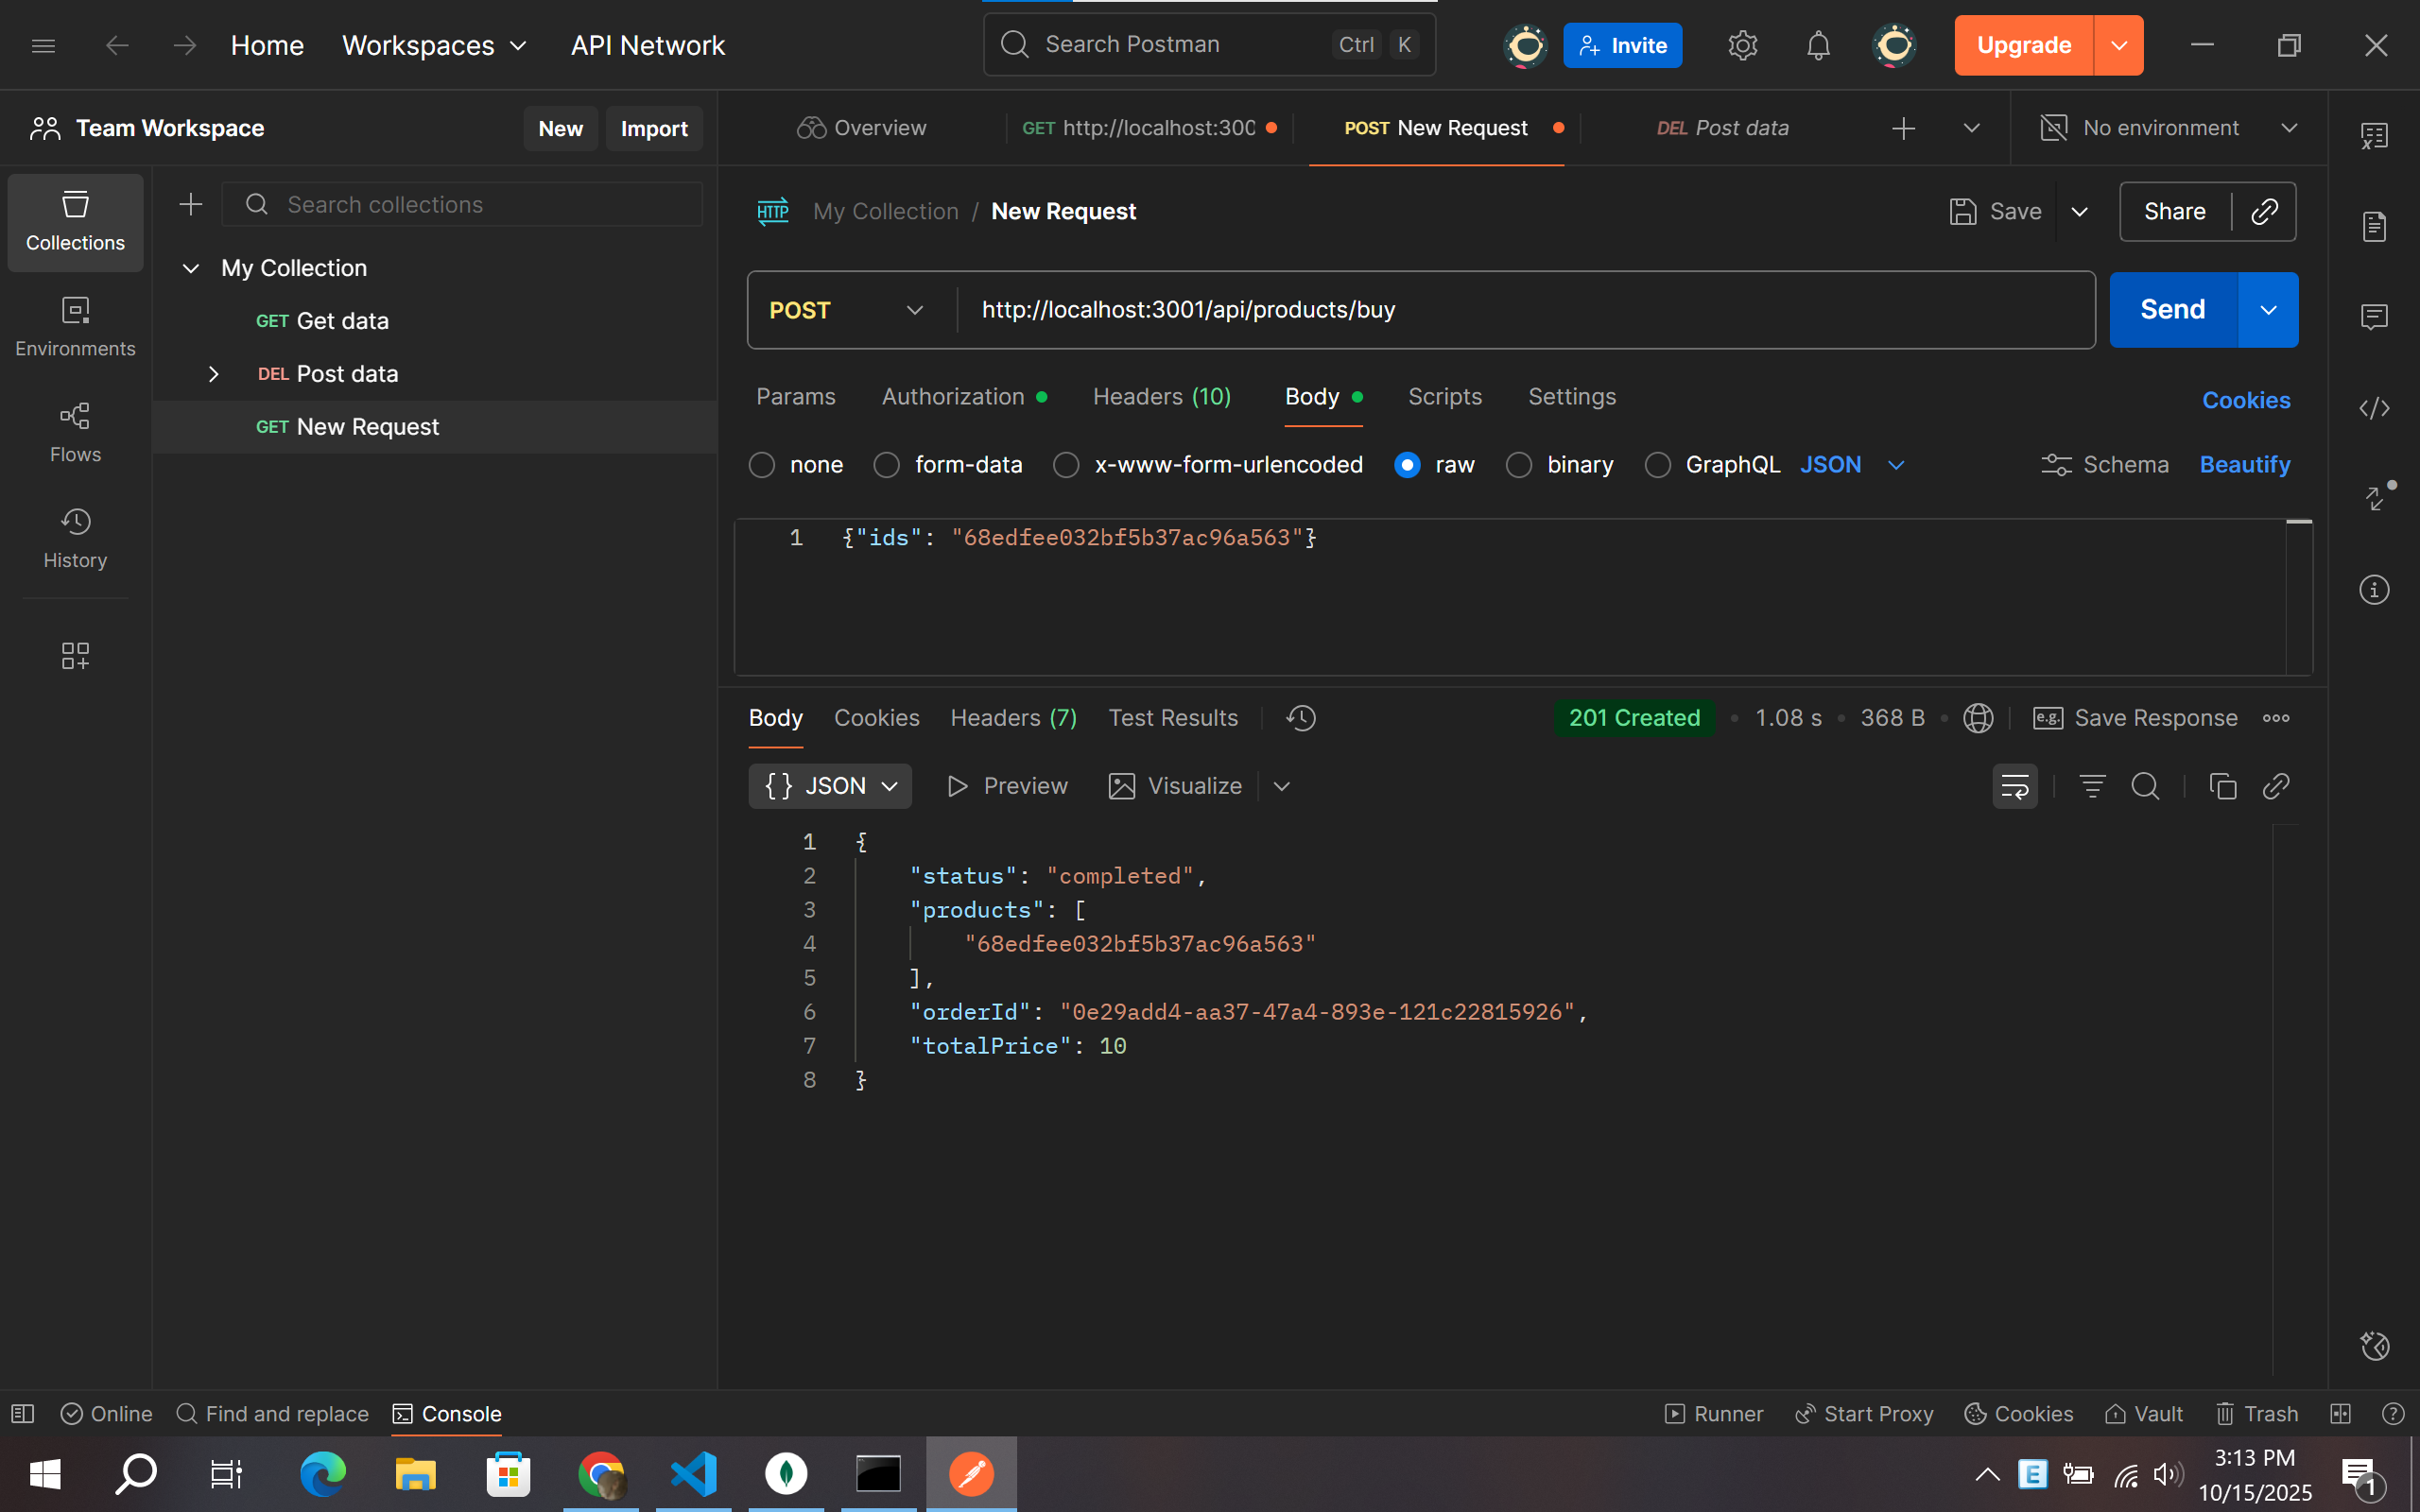 Home Workspaces API Network Search Postman Ctrl K Invite Upgrade
Team Workspace New Import Overview GET http://localhost:300 POST New Request DEL Post data No environment
Collections
Environments
Flows
History
Search collections
My Collection
GET Get data
DEL Post data
GET New Request
HTTP My Collection / New Request Save Share
POST http://localhost:3001/api/products/buy Send
Params Authorization Headers (10) Body Scripts Settings Cookies
none form-data x-www-form-urlencoded raw binary GraphQL JSON Schema Beautify
1 {"ids": "68edfee032bf5b37ac96a563"}
Body Cookies Headers (7) Test Results 201 Created 1.08 s 368 B e.g. Save Response
{} JSON Preview Visualize
1 {
2 "status": "completed",
3 "products": [
4 "68edfee032bf5b37ac96a563"
5 ],
6 "orderId": "0e29add4-aa37-47a4-893e-121c22815926",
7 "totalPrice": 10
8 }
Online Find and replace Console Runner Start Proxy Cookies Vault Trash
E 3:13 PM
10/15/2025 1